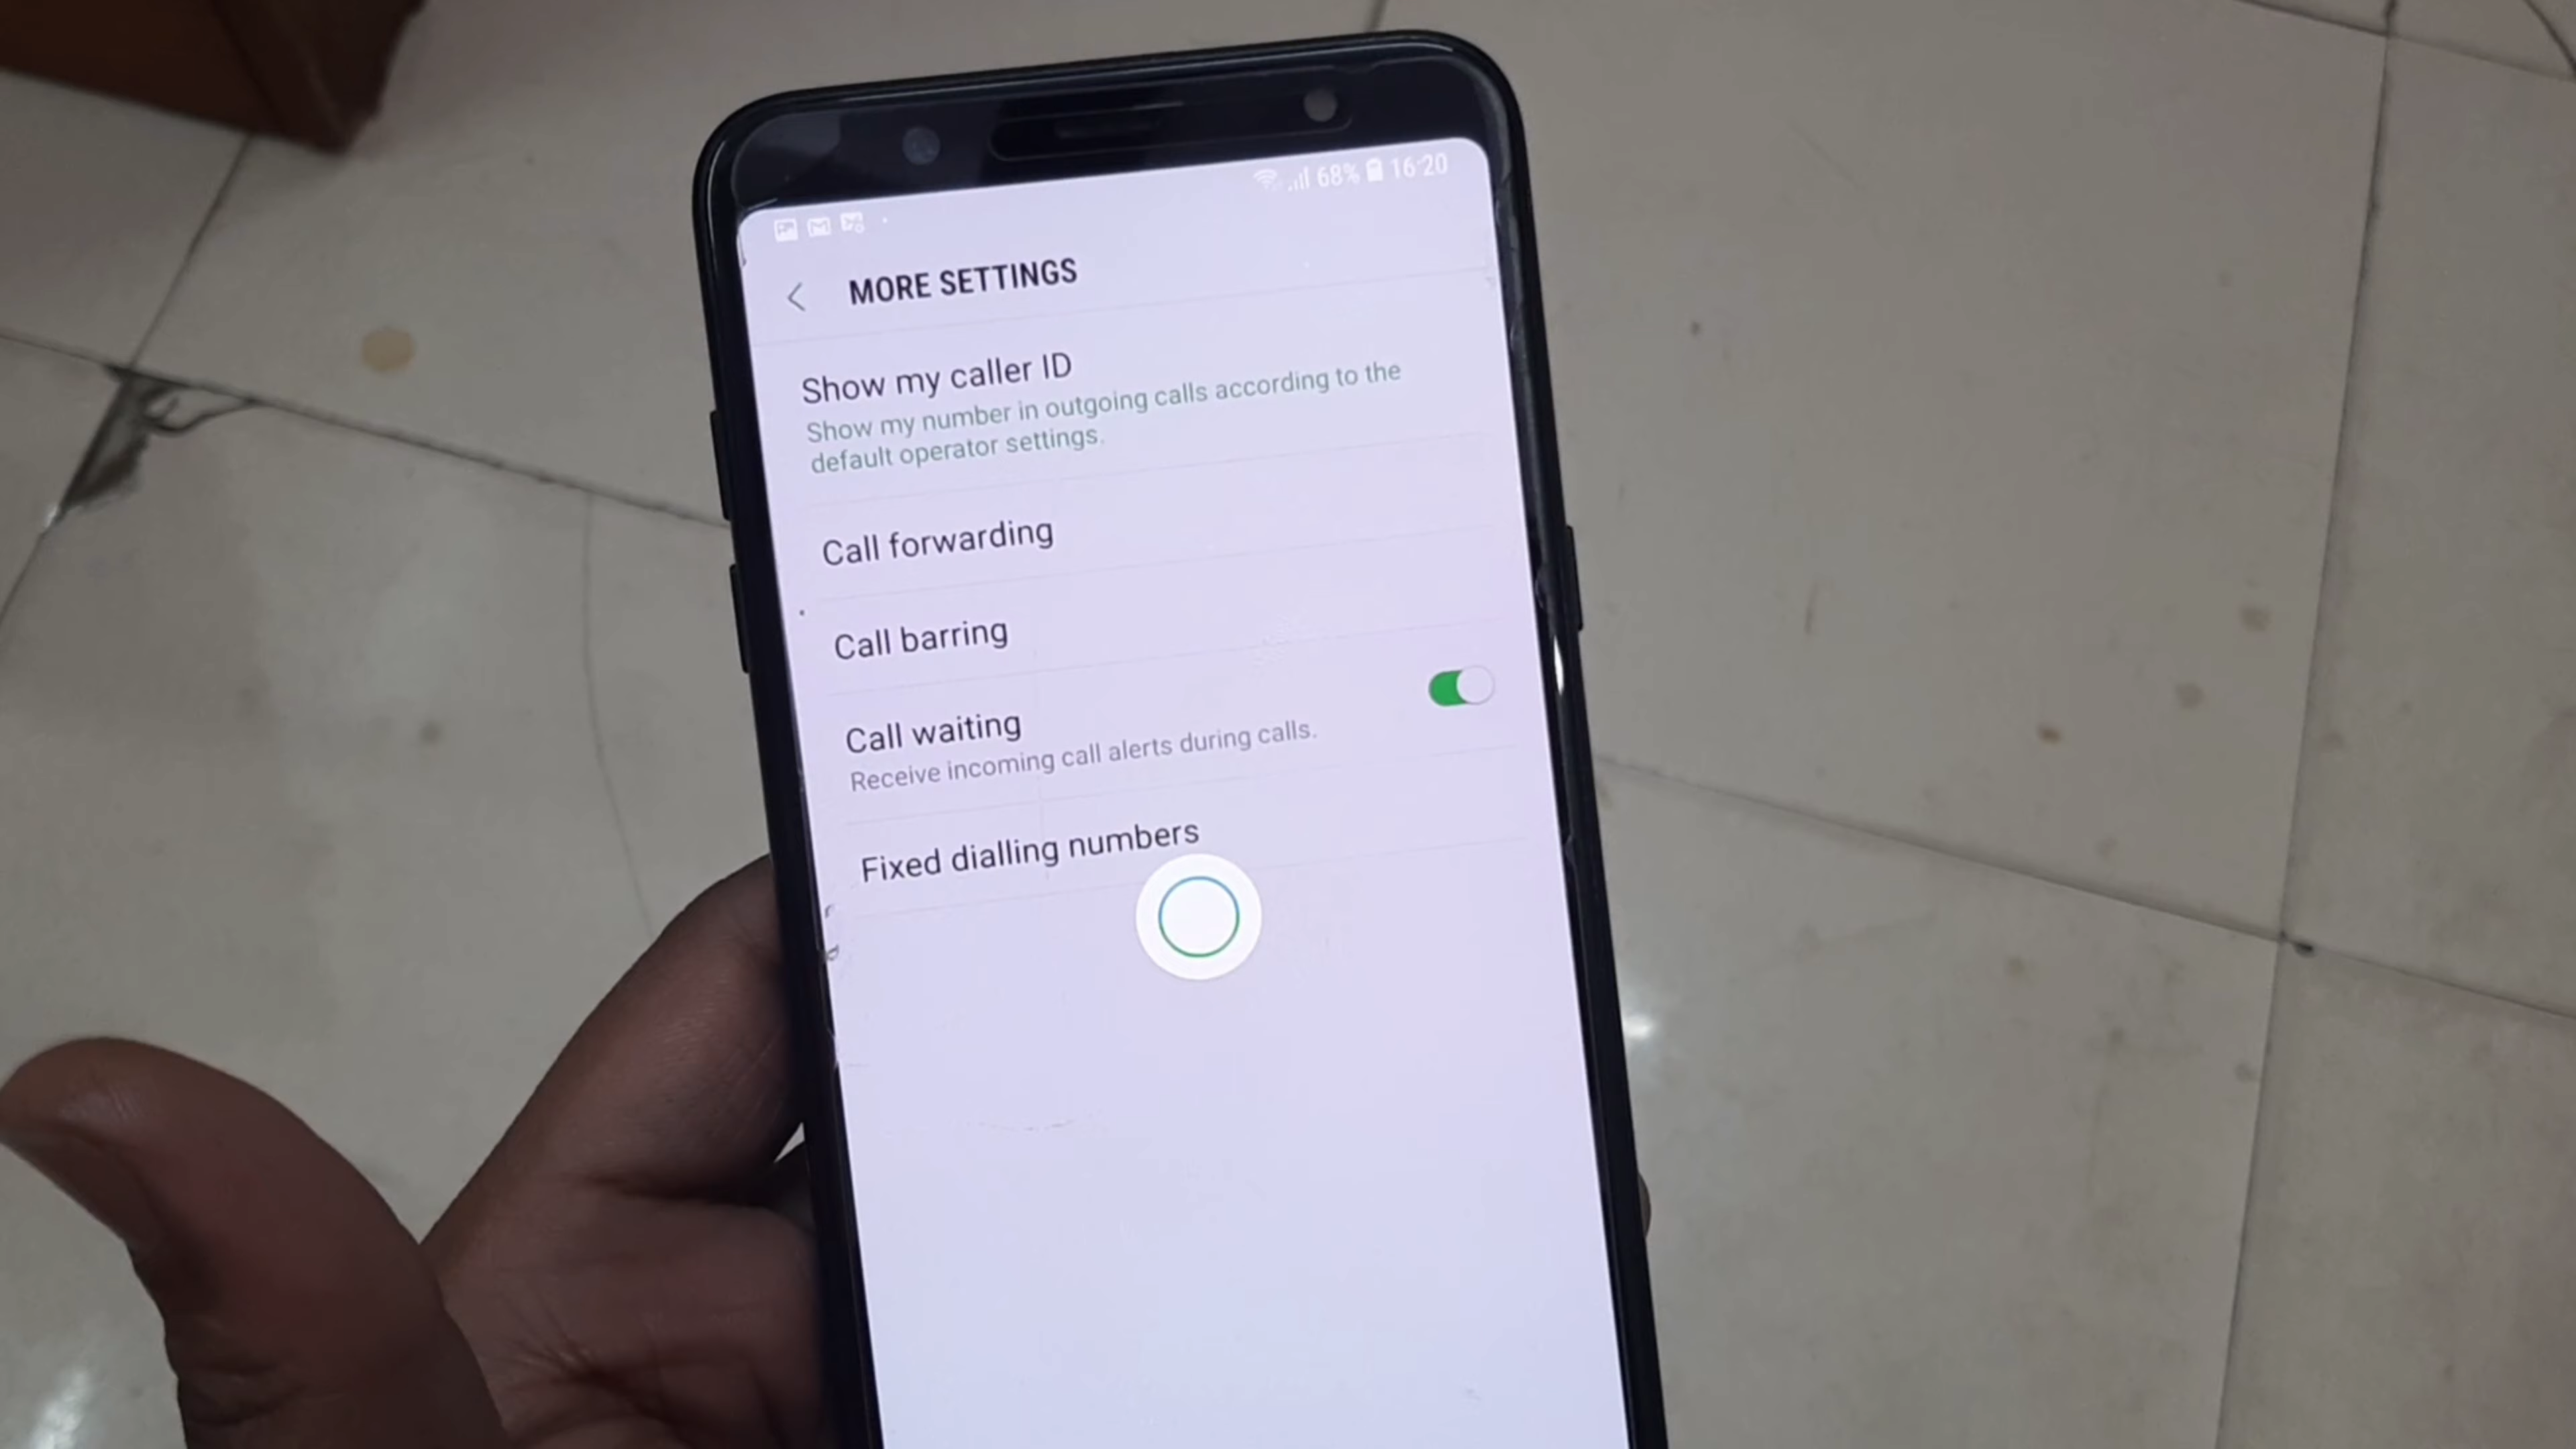 68% 16:20
MORE SETTINGS
Show my caller ID
Show my number in outgoing calls according to the
default operator settings.
Call forwarding
Call barring
Call waiting
Receive incoming call alerts during calls.
Fixed dialling numbers